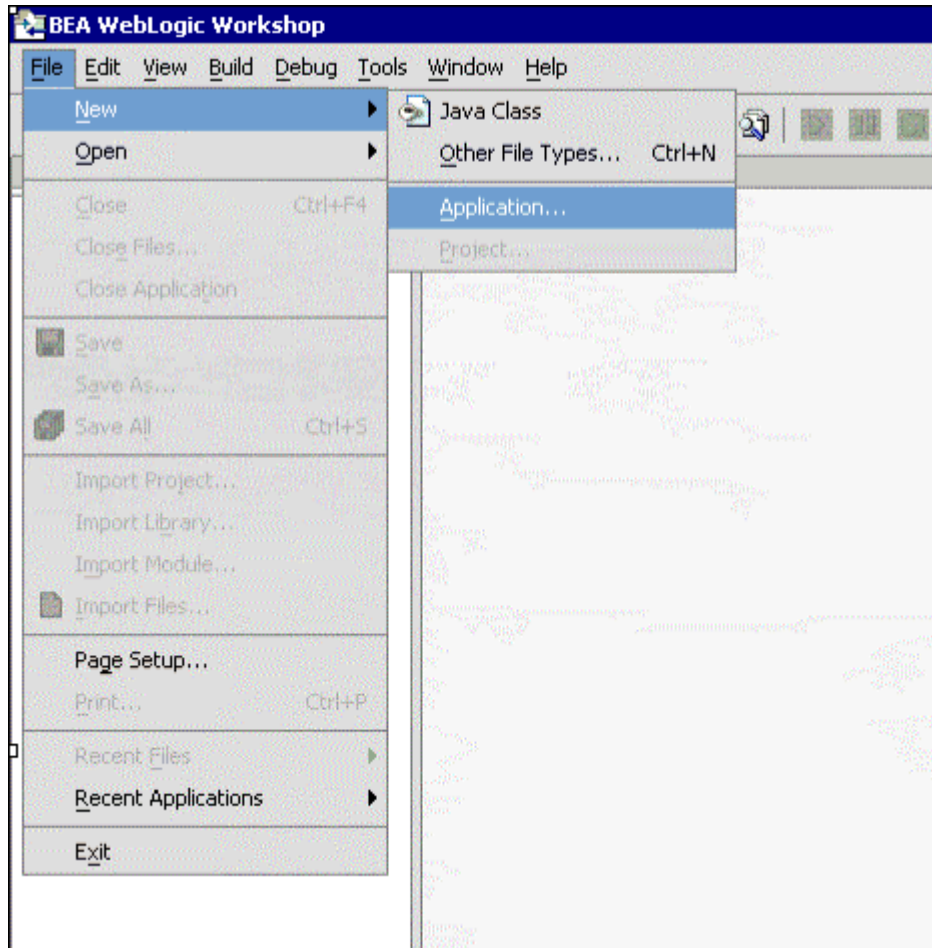 BEA WebLogic Workshop
File Edit View Build Debug Tools Window Help
New
Java Class
Open
Other File Types... Ctrl+N
Close Ctrl+F4
Application...
Close Files...
Project...
Close Application
Save
Save As...
Save All Ctrl+S
Import Project...
Import Library...
Import Module...
Import Files...
Page Setup...
Print... Ctrl+P
Recent Files
Recent Applications
Exit